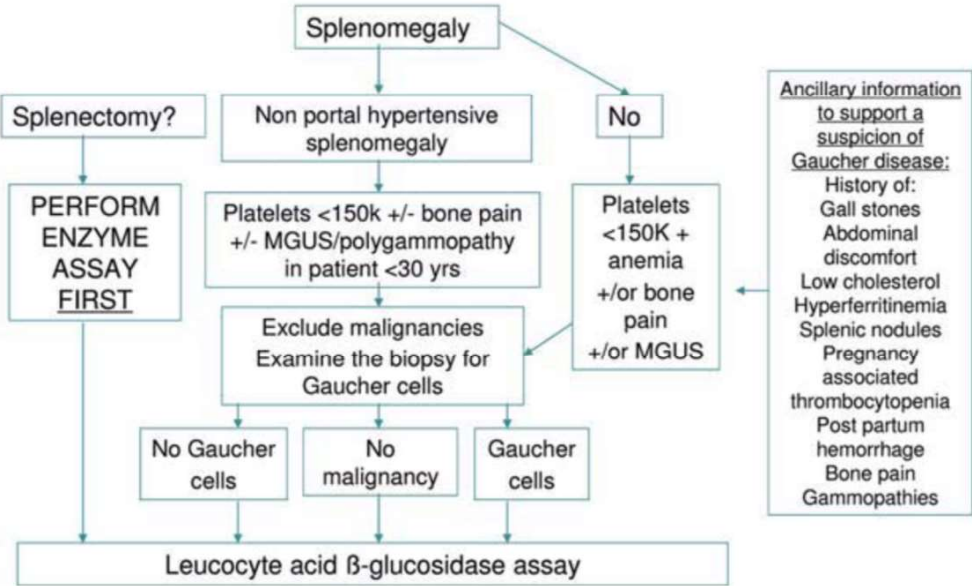 Splenomegaly
Splenectomy?
Non portal hypertensive
splenomegaly
No
PERFORM
ENZYME
ASSAY
FIRST
Platelets <150k +/- bone pain
+/- MGUS/polygammopathy
in patient <30 yrs
Platelets
<150K +
anemia
+/or bone
pain
+/or MGUS
Ancillary information
to support a
suspicion of
Gaucher disease:
History of:
Gall stones
Abdominal
discomfort
Low cholesterol
Hyperferritinemia
Splenic nodules
Pregnancy
associated
thrombocytopenia
Post partum
hemorrhage
Bone pain
Gammopathies
Exclude malignancies
Examine the biopsy for
Gaucher cells
No Gaucher
cells
No
malignancy
Gaucher
cells
Leucocyte acid ß-glucosidase assay